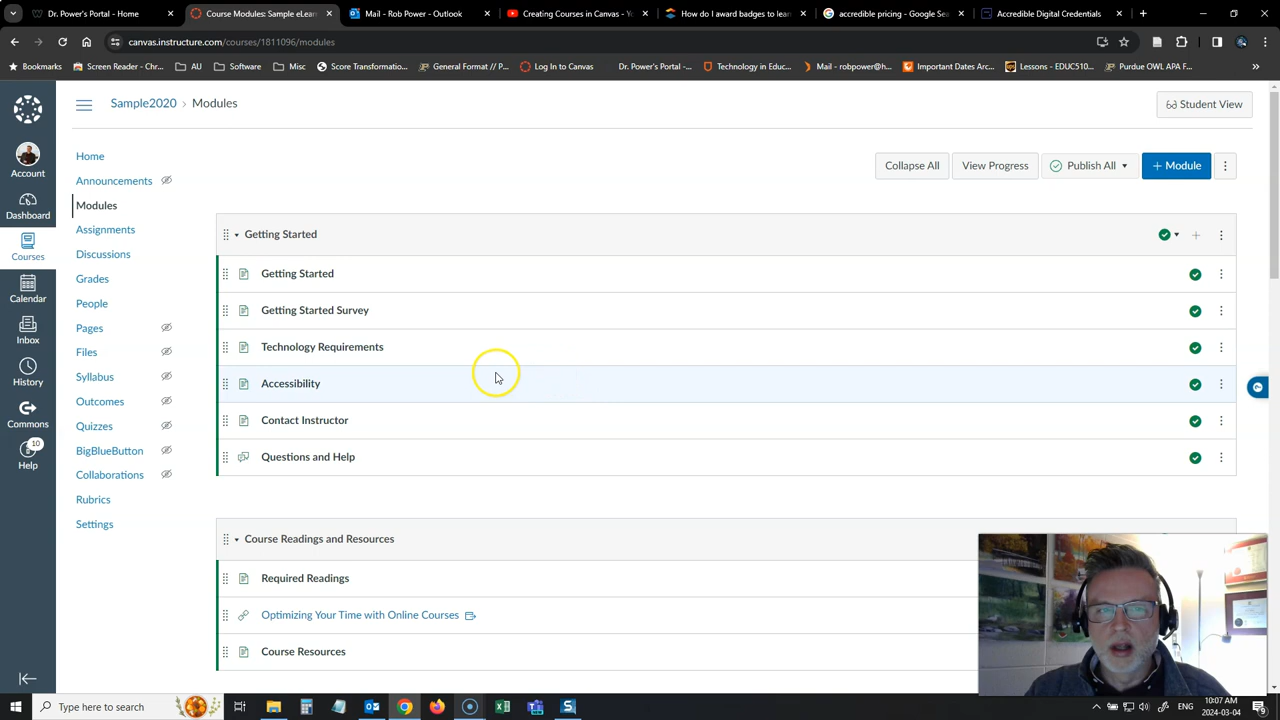 Dr. Power's Portal - Home
Course Modules: Sample eLear
Mail - Rob Power - Outlook
Creating Courses in Canvas - Yo
How do I award badges to lear
accredible pricing - Google Sea
Accredible Digital Credentials
canvas.instructure.com/courses/1811096/modules
Bookmarks
Screen Reader - Chr...
AU
Software
Misc
Score Transformatio...
General Format // P...
Log In to Canvas
Dr. Power's Portal -...
Technology in Educ...
Mail - robpower@h...
Important Dates Arc...
Lessons - EDUC510...
Purdue OWL APA F...
Sample2020 › Modules
Student View
Account
Dashboard
Courses
Calendar
Inbox
History
Commons
10
Help
Home
Announcements
Modules
Assignments
Discussions
Grades
People
Pages
Files
Syllabus
Outcomes
Quizzes
BigBlueButton
Collaborations
Rubrics
Settings
Collapse All
View Progress
Publish All
+ Module
Getting Started
Getting Started
Getting Started Survey
Technology Requirements
Accessibility
Contact Instructor
Questions and Help
Course Readings and Resources
Required Readings
Optimizing Your Time with Online Courses
Course Resources
Type here to search
ENG
10:07 AM
2024-03-04